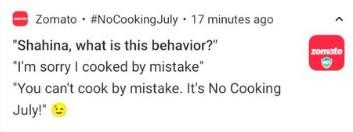 Zomato • #NoCookingJuly • 17 minutes ago
"Shahina, what is this behavior?"
"I'm sorry I cooked by mistake"
"You can't cook by mistake. It's No Cooking
July!" 😉
zomato